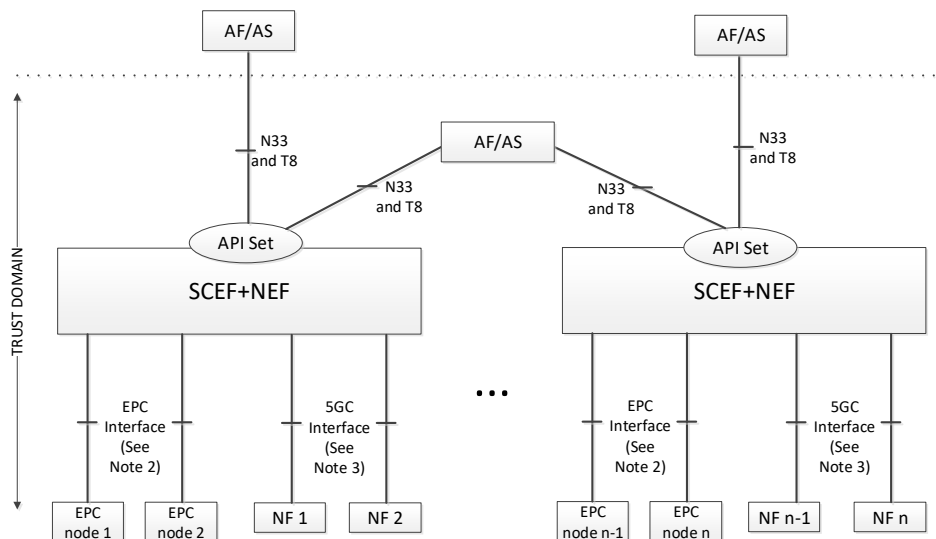 AF/AS
AF/AS
N33
and T8
AF/AS
N33
and T8
N33
and T8
N33
and T8
API Set
API Set
SCEF+NEF
SCEF+NEF
TRUST DOMAIN
...
EPC
Interface
(See
Note 2)
5GC
Interface
(See
Note 3)
EPC
Interface
(See
Note 2)
5GC
Interface
(See
Note 3)
EPC
node 1
EPC
node 2
NF 1
NF 2
EPC
node n-1
EPC
node n
NF n-1
NF n